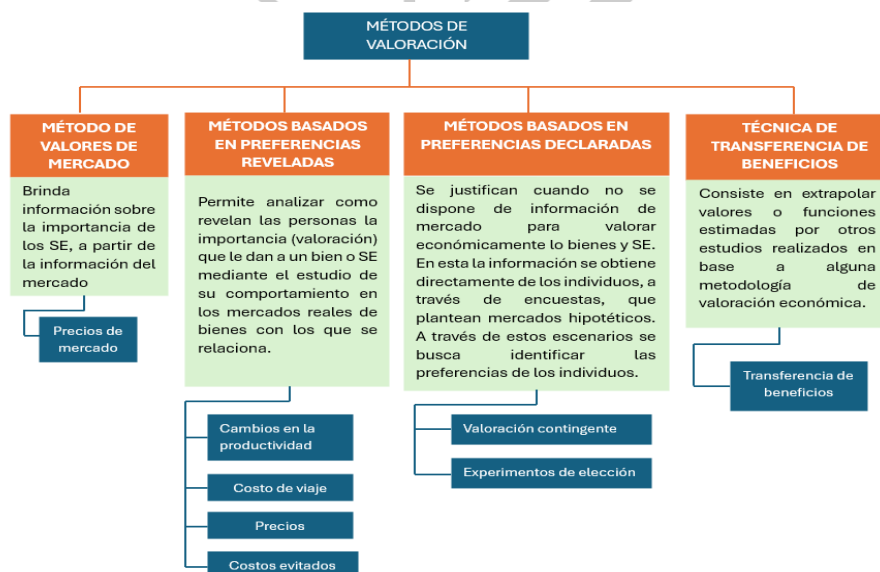 MÉTODOS DE
VALORACIÓN
MÉTODO DE
VALORES DE
MERCADO
Brinda
información sobre
la importancia de
los SE, a partir de
la información del
mercado
Precios de
mercado
MÉTODOS BASADOS
EN PREFERENCIAS
REVELADAS
Permite analizar como
revelan las personas la
importancia (valoración)
que le dan a un bien o SE
mediante el estudio de
su comportamiento en
los mercados reales de
bienes con los que se
relaciona.
Cambios en la
productividad
Costo de viaje
Precios
Costos evitados
MÉTODOS BASADOS EN
PREFERENCIAS DECLARADAS
Se justifican cuando no se
dispone de información de
mercado para valorar
económicamente lo bienes y SE.
En esta la información se obtiene
directamente de los individuos, a
través de encuestas, que
plantean mercados hipotéticos.
A través de estos escenarios se
busca identificar las
preferencias de los individuos.
Valoración contingente
Experimentos de elección
TÉCNICA DE
TRANSFERENCIA DE
BENEFICIOS
Consiste en extrapolar
valores o funciones
estimadas por otros
estudios realizados en
base a alguna
metodología de
valoración económica.
Transferencia de
beneficios